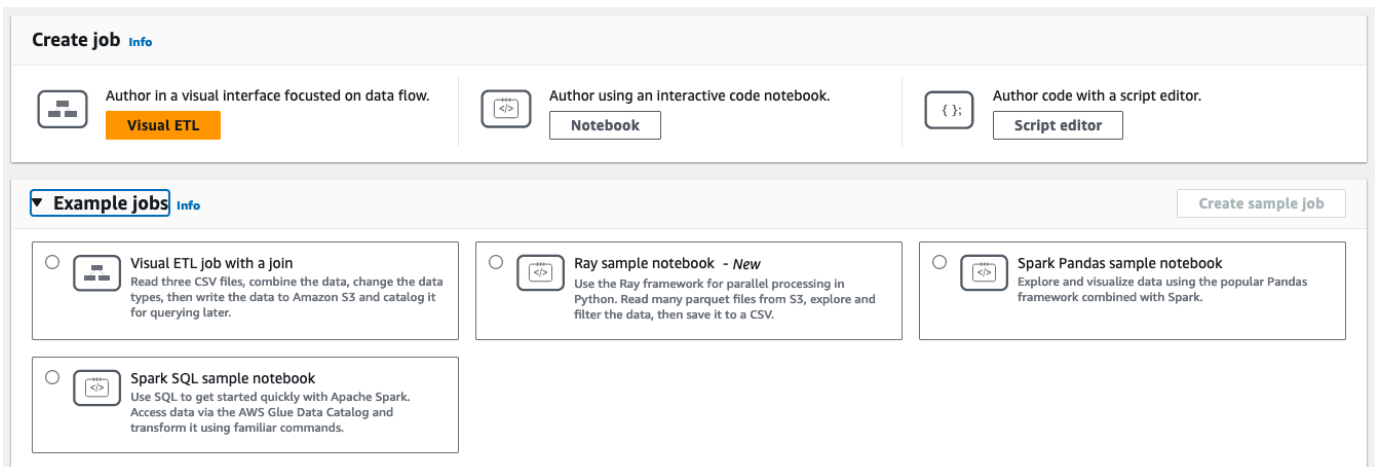 Create job Info
Author in a visual interface focusted on data flow.
Visual ETL
Author using an interactive code notebook.
Notebook
Author code with a script editor.
Script editor
Example jobs Info
Create sample job
Visual ETL job with a join
Read three CSV files, combine the data, change the data
types, then write the data to Amazon S3 and catalog it
for querying later.
Ray sample notebook - New
Use the Ray framework for parallel processing in
Python. Read many parquet files from S3, explore and
filter the data, then save it to a CSV.
Spark Pandas sample notebook
Explore and visualize data using the popular Pandas
framework combined with Spark.
Spark SQL sample notebook
Use SQL to get started quickly with Apache Spark.
Access data via the AWS Glue Data Catalog and
transform it using familiar commands.